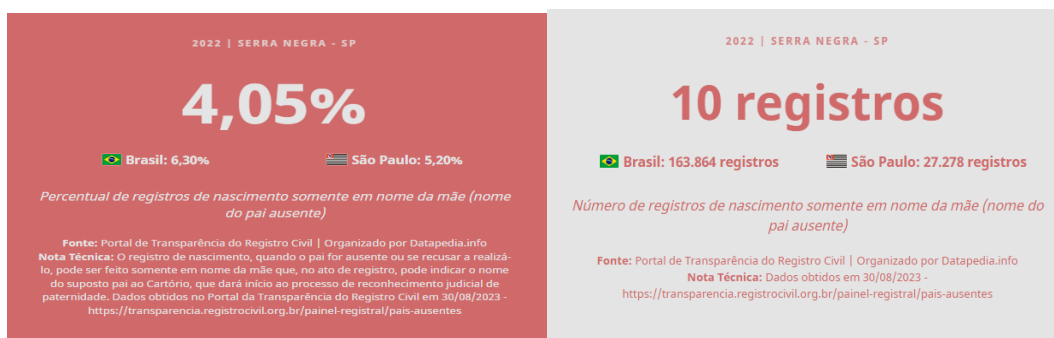 2022 | SERRA NEGRA - SP
4,05%
Brasil: 6,30%
São Paulo: 5,20%
Percentual de registros de nascimento somente em nome da mãe (nome
do pai ausente)
Fonte: Portal de Transparência do Registro Civil | Organizado por Datapedia.info
Nota Técnica: O registro de nascimento, quando o pai for ausente ou se recusar a realizá-
lo, pode ser feito somente em nome da mãe que, no ato de registro, pode indicar o nome
do suposto pai ao Cartório, que dará início ao processo de reconhecimento judicial de
paternidade. Dados obtidos no Portal da Transparência do Registro Civil em 30/08/2023 -
https://transparencia.registrocivil.org.br/painel-registral/pais-ausentes
2022 | SERRA NEGRA - SP
10 registros
Brasil: 163.864 registros
São Paulo: 27.278 registros
Número de registros de nascimento somente em nome da mãe (nome do
pai ausente)
Fonte: Portal de Transparência do Registro Civil | Organizado por Datapedia.info
Nota Técnica: Dados obtidos em 30/08/2023 -
https://transparencia.registrocivil.org.br/painel-registral/pais-ausentes